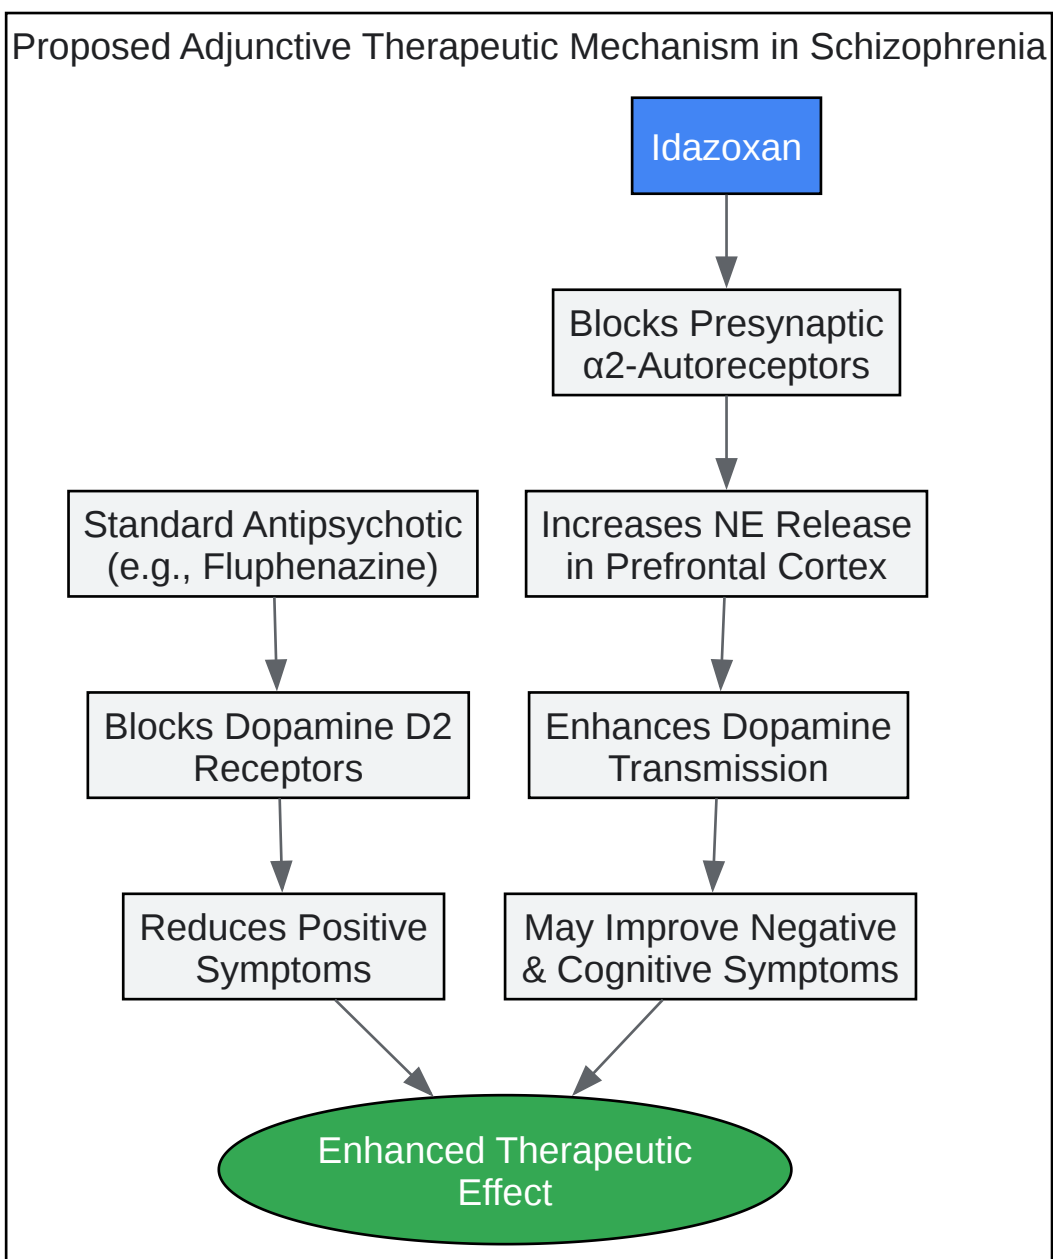 Proposed Adjunctive Therapeutic Mechanism in Schizophrenia
Idazoxan
Blocks Presynaptic
α2-Autoreceptors
Standard Antipsychotic
(e.g., Fluphenazine)
Increases NE Release
in Prefrontal Cortex
Blocks Dopamine D2
Receptors
Enhances Dopamine
Transmission
Reduces Positive
Symptoms
May Improve Negative
& Cognitive Symptoms
Enhanced Therapeutic
Effect